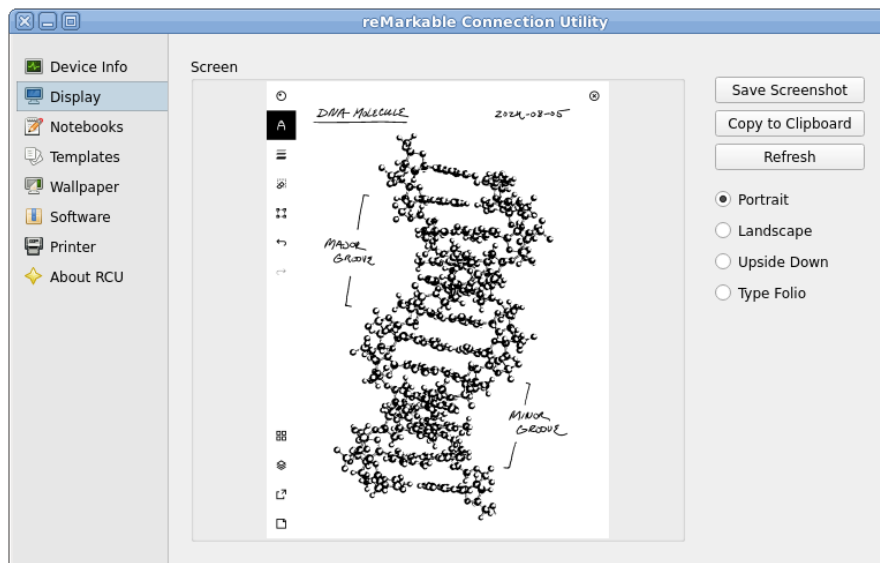 reMarkable Connection Utility
Device Info
Display
Notebooks
Templates
Wallpaper
Software
Printer
About RCU
Screen
DNA MOLECULE
2024-08-05
MAJOR
GROOVE
MINOR
GROOVE
Save Screenshot
Copy to Clipboard
Refresh
Portrait
Landscape
Upside Down
Type Folio